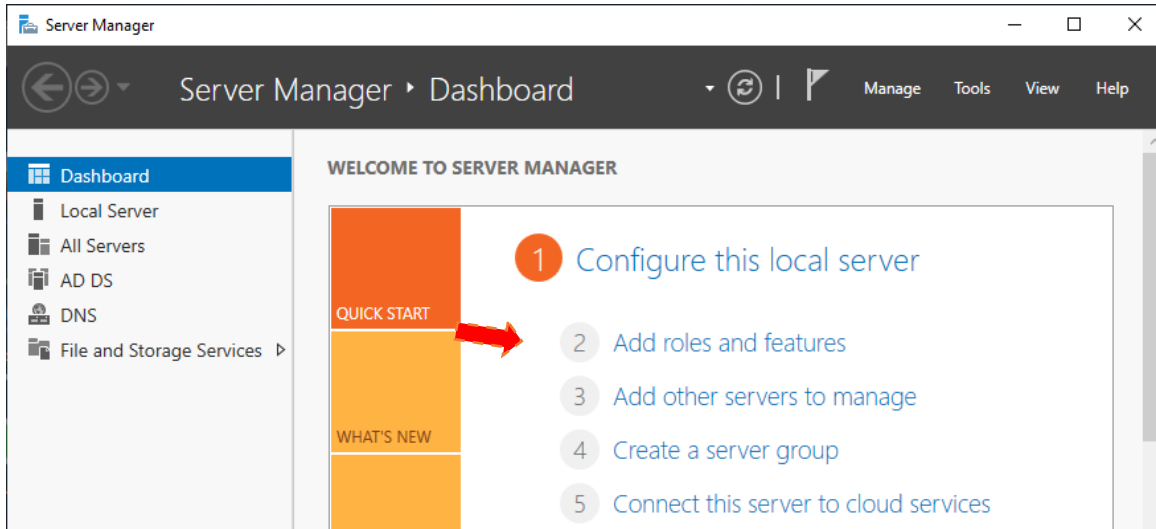 Server Manager
Server Manager ‣ Dashboard
Manage Tools View Help
Dashboard
Local Server
All Servers
AD DS
DNS
File and Storage Services
WELCOME TO SERVER MANAGER
QUICK START
WHAT'S NEW
1 Configure this local server
2 Add roles and features
3 Add other servers to manage
4 Create a server group
5 Connect this server to cloud services